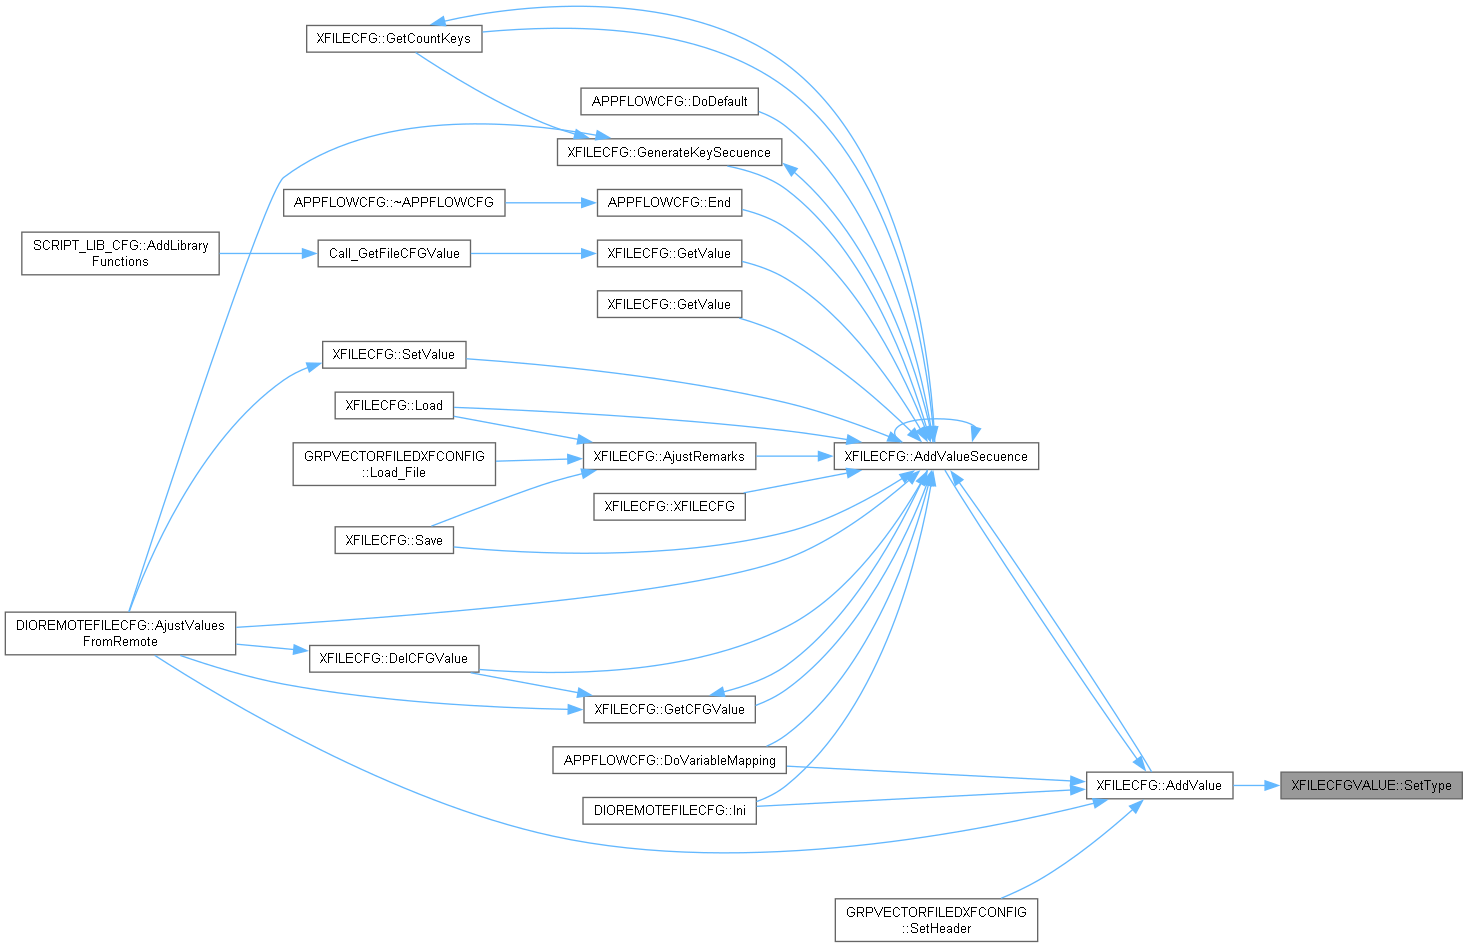 XFILECFG::GetCountKeys
APPFLOWCFG::DoDefault
XFILECFG::GenerateKeySecuence
APPFLOWCFG::~APPFLOWCFG
APPFLOWCFG::End
SCRIPT_LIB_CFG::AddLibrary
Functions
Call_GetFileCFGValue
XFILECFG::GetValue
XFILECFG::GetValue
XFILECFG::SetValue
XFILECFG::Load
GRPVECTORFILEDXFCONFIG
::Load_File
XFILECFG::AjustRemarks
XFILECFG::AddValueSecuence
XFILECFG::XFILECFG
XFILECFG::Save
DIOREMOTEFILECFG::AjustValues
FromRemote
XFILECFG::DelCFGValue
XFILECFG::GetCFGValue
APPFLOWCFG::DoVariableMapping
XFILECFG::AddValue
XFILECFGVALUE::SetType
DIOREMOTEFILECFG::Ini
GRPVECTORFILEDXFCONFIG
::SetHeader